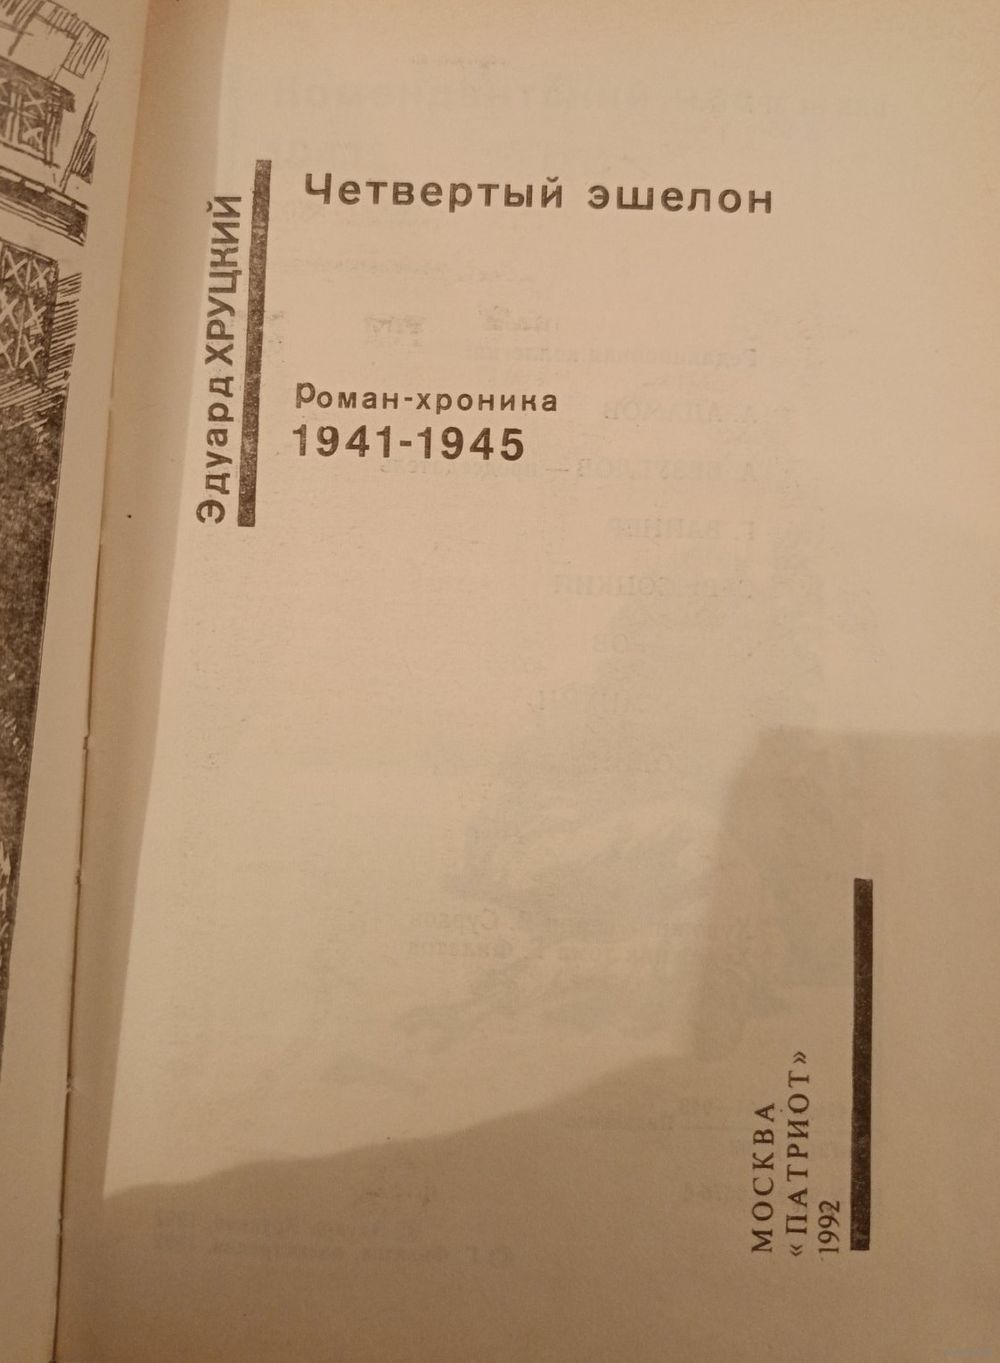 Эдуард ХРУЦКИЙ
Четвертый эшелон
Роман-хроника
1941-1945
МОСКВА
«ПАТРИОТ»
1992